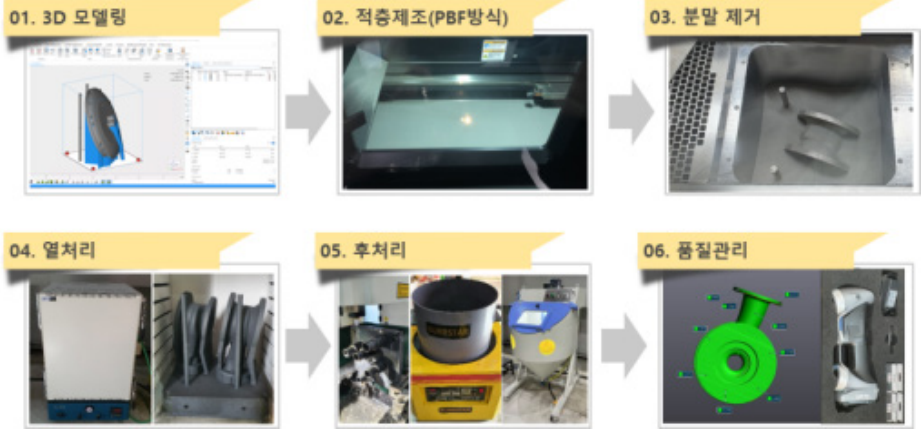 01. 3D 모델링
02. 적층제조(PBF방식)
03. 분말 제거
04. 열처리
05. 후처리
06. 품질관리